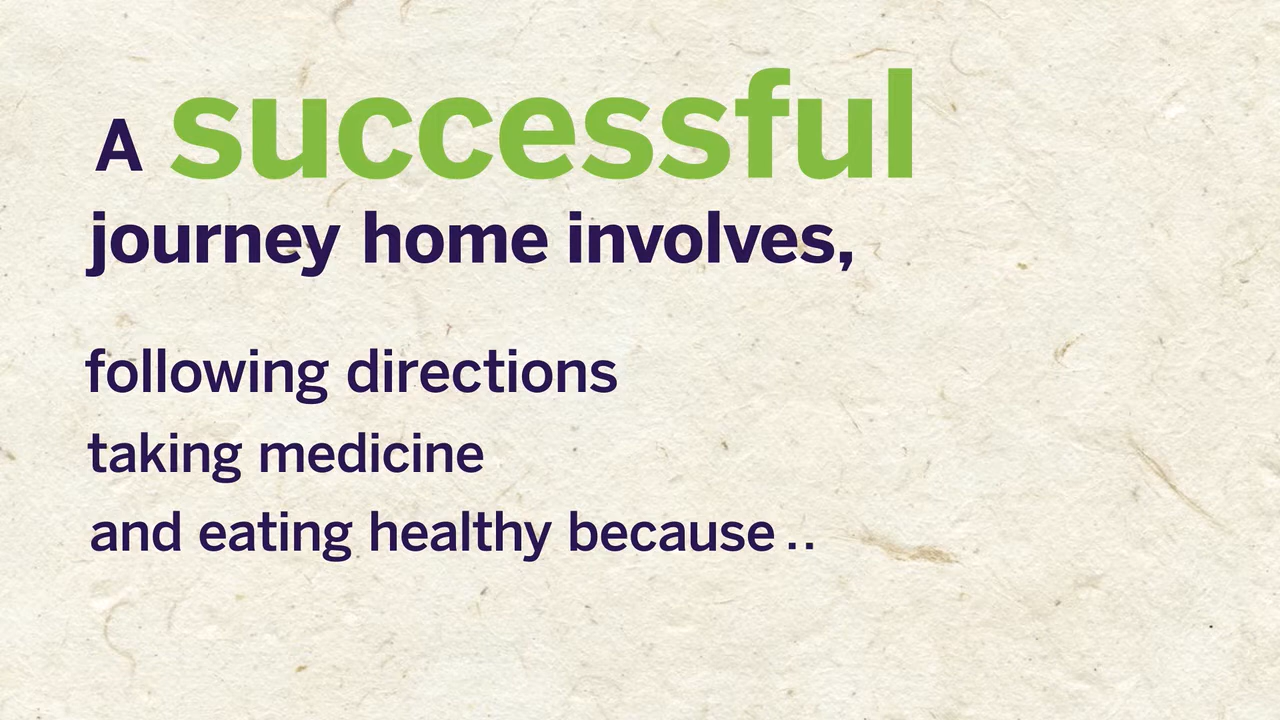 A successful
journey home involves,
following directions
taking medicine
and eating healthy because ..